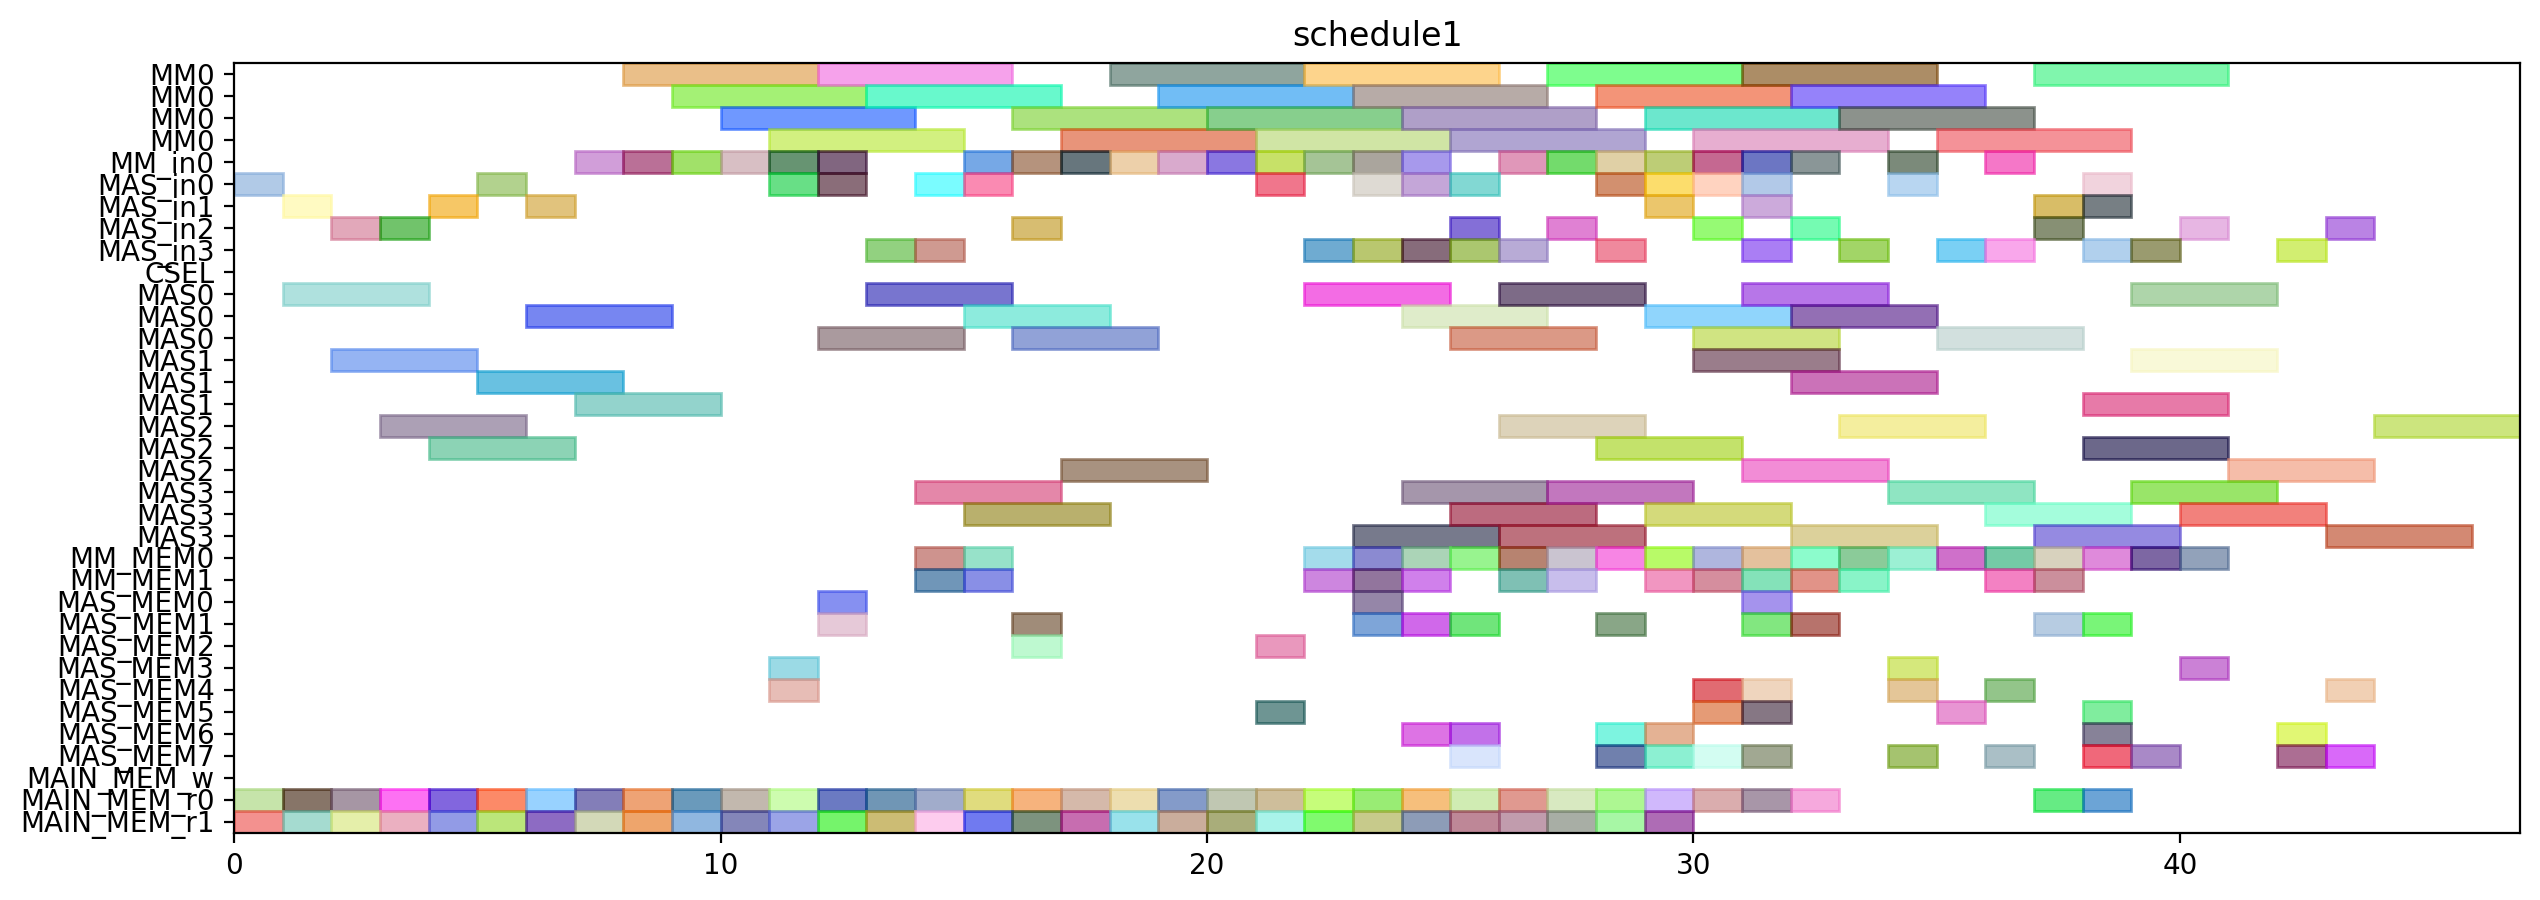 schedule1
MM0
MM0
MM0
MM0
MM_in0
MAS_in0
MAS_in1
MAS_in2
MAS_in3
CSEL
MAS0
MAS0
MAS0
MAS1
MAS1
MAS1
MAS2
MAS2
MAS2
MAS3
MAS3
MAS3
MM_MEM0
MM_MEM1
MAS_MEM0
MAS_MEM1
MAS_MEM2
MAS_MEM3
MAS_MEM4
MAS_MEM5
MAS_MEM6
MAS_MEM7
MAIN_MEM_w
MAIN_MEM_r0
MAIN_MEM_r1
0 10 20 30 40